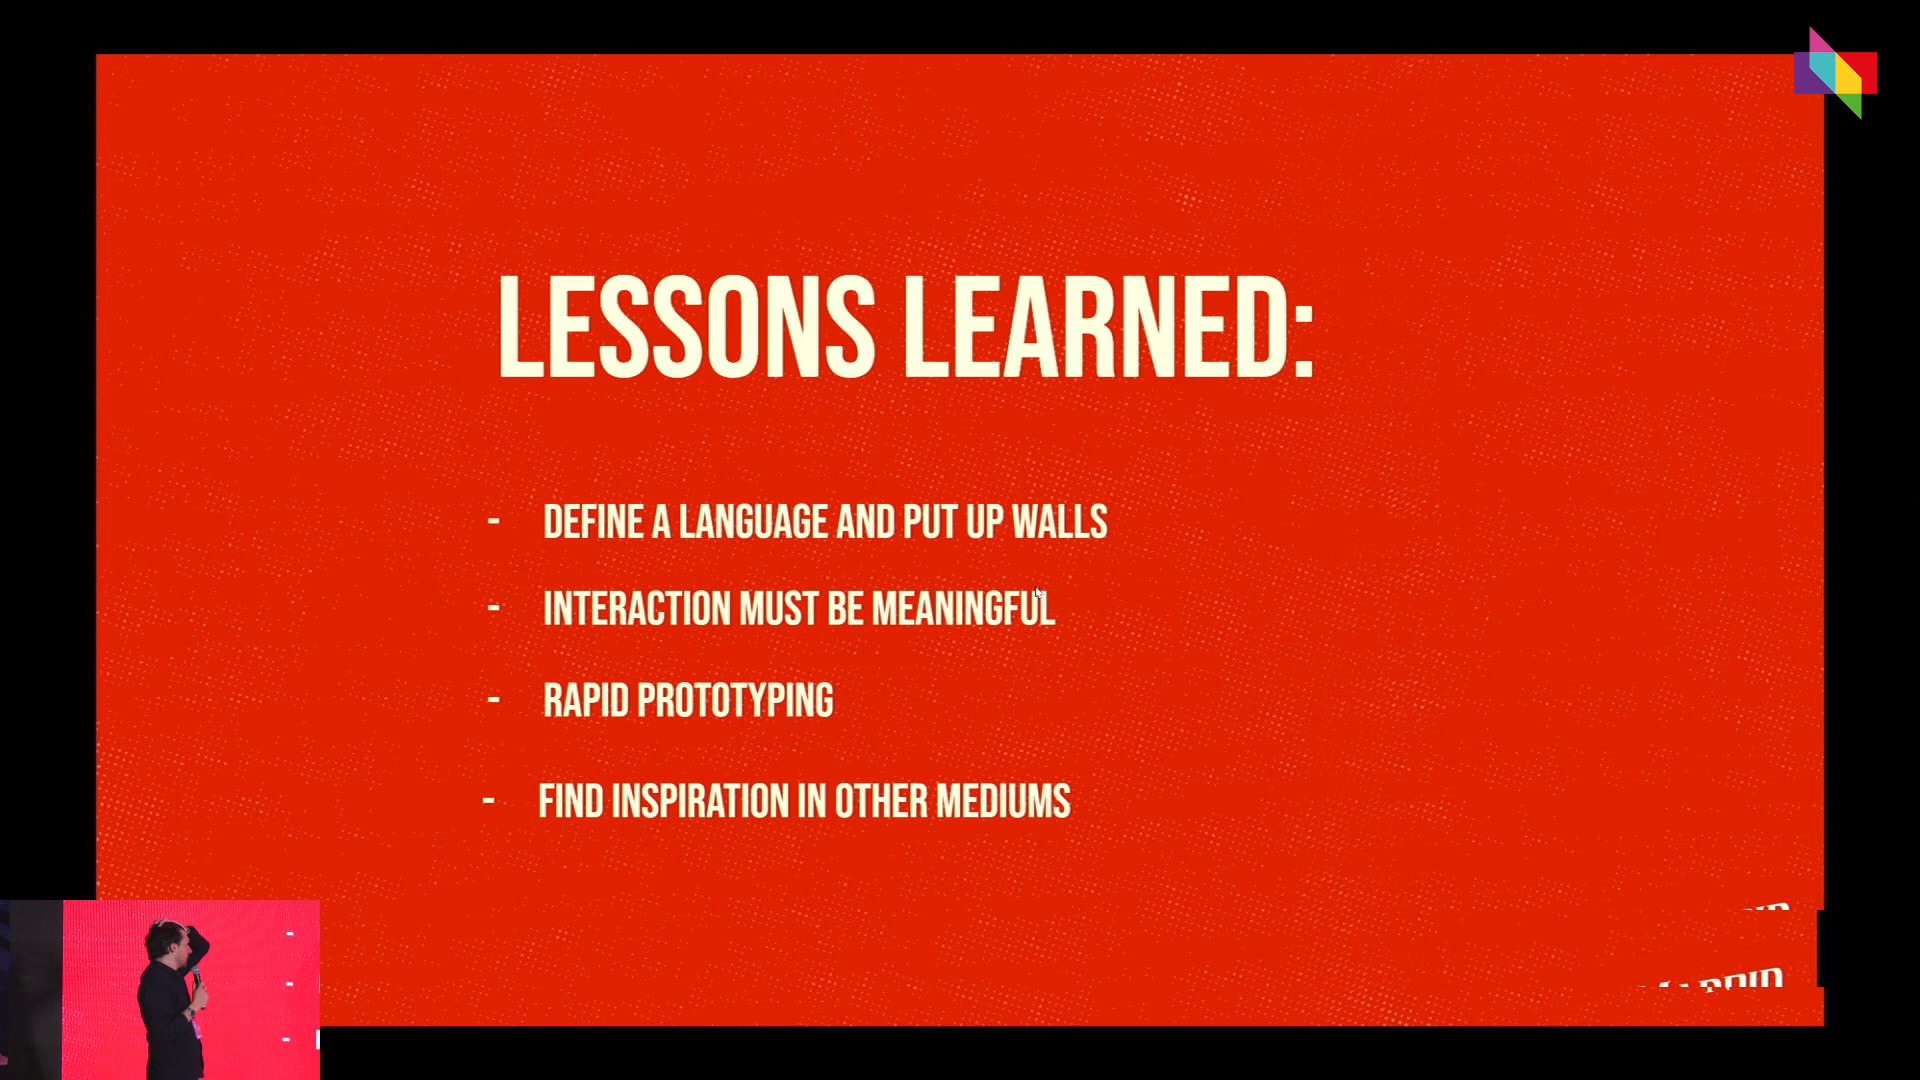 LESSONS LEARNED:
- DEFINE A LANGUAGE AND PUT UP WALLS
- INTERACTION MUST BE MEANINGFUL
- RAPID PROTOTYPING
- FIND INSPIRATION IN OTHER MEDIUMS